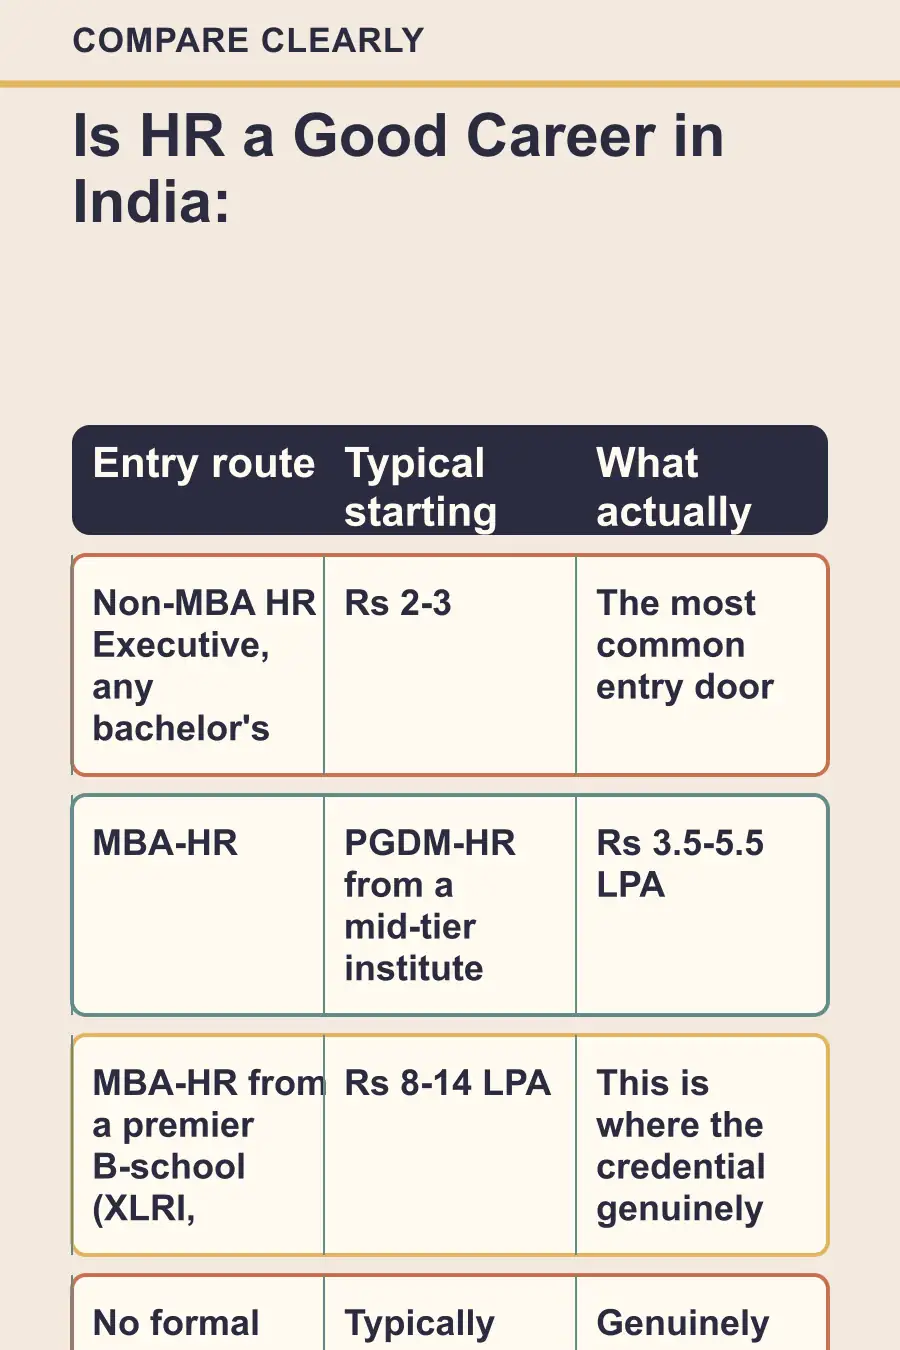 COMPARE CLEARLY
Is HR a Good Career in
India:
Entry route
Typical
starting
What
actually
Non-MBA HR
Executive,
any
bachelor's
Rs 2-3
The most
common
entry door
MBA-HR
PGDM-HR
from a
mid-tier
institute
Rs 3.5-5.5
LPA
MBA-HR from
a premier
B-school
(XLRI,
Rs 8-14 LPA
This is
where the
credential
genuinely
No formal
Typically
Genuinely